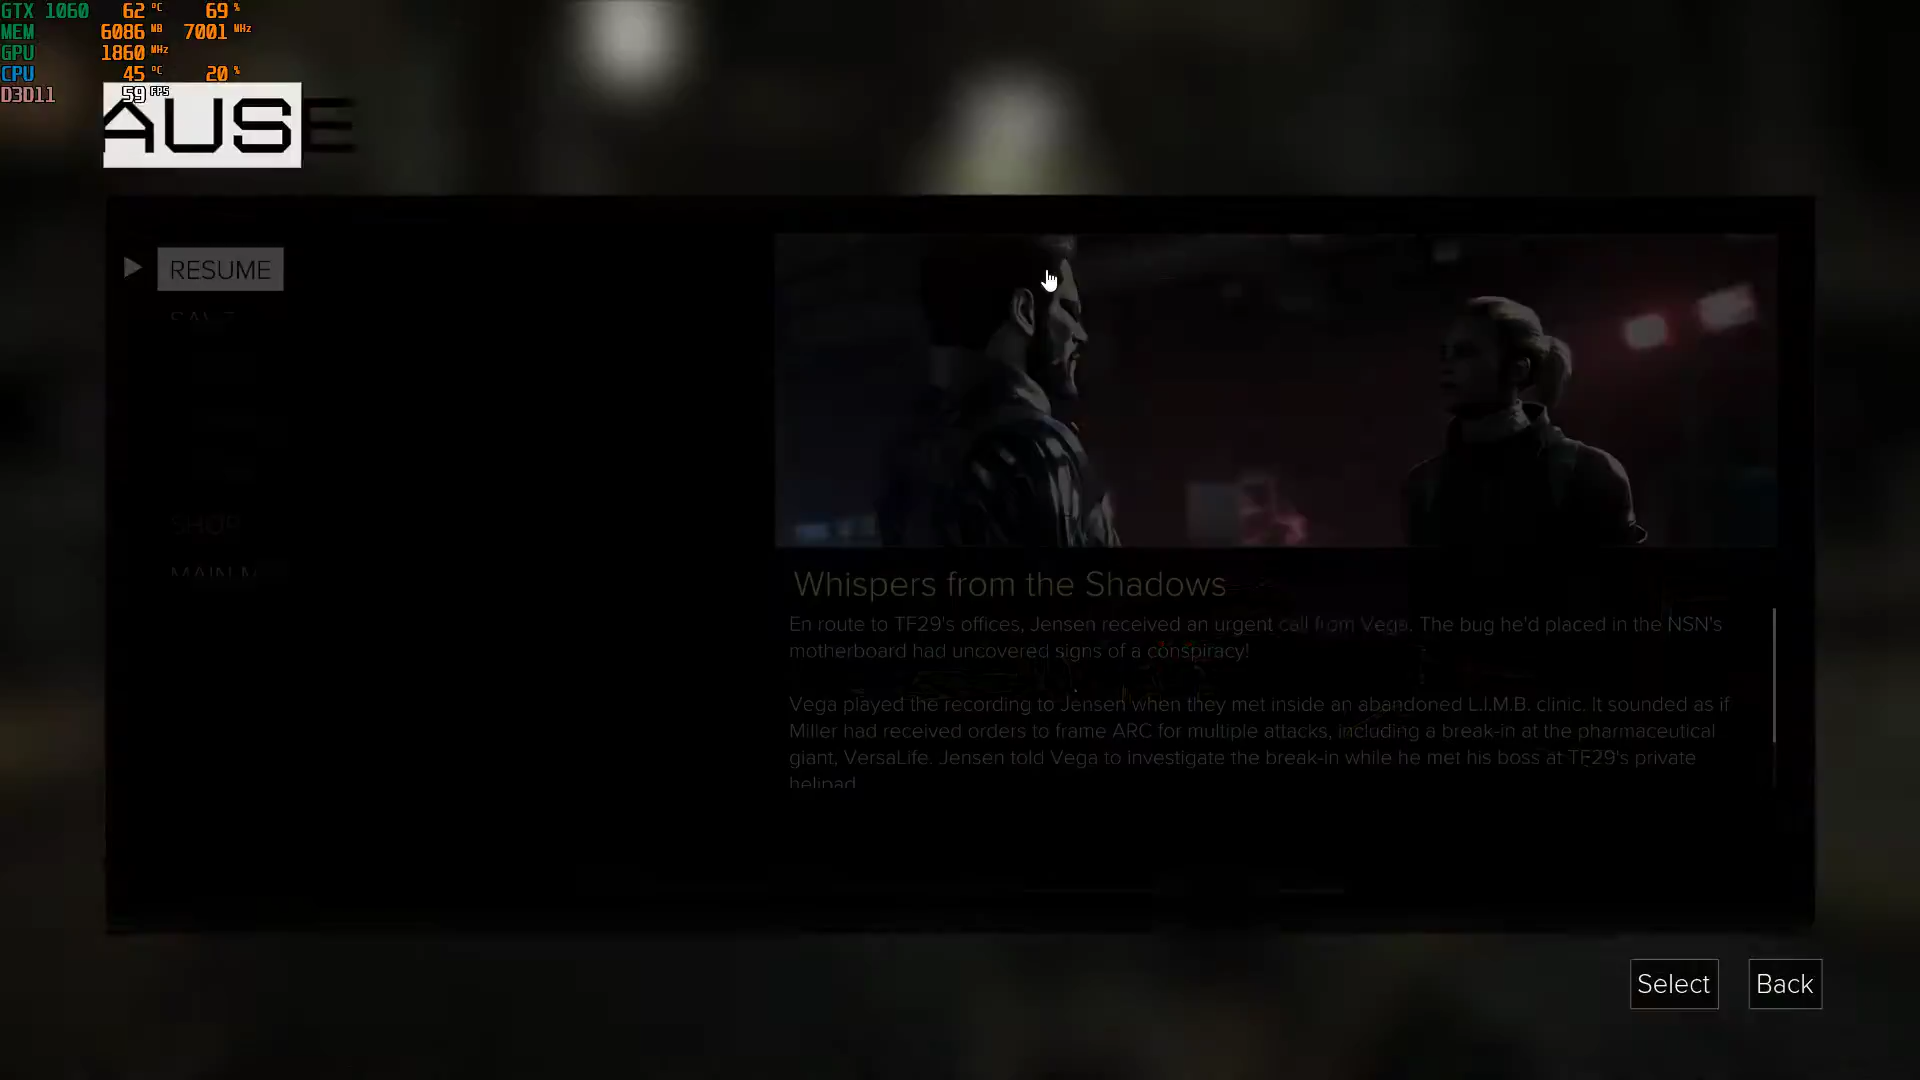 GTX 1060 62 °C 69 %
MEM 6086 MB 7001 MHz
GPU 1860 MHz
CPU 45 °C 20 %
D3D11 59 FPS
AUSE
RESUME
SAVE
SHOP
MAIN M
Whispers from the Shadows
En route to TF29's offices, Jensen received an urgent call from Vega. The bug he'd placed in the NSN's
motherboard had uncovered signs of a conspiracy!
Vega played the recording to Jensen when they met inside an abandoned L.I.M.B. clinic. It sounded as if
Miller had received orders to frame ARC for multiple attacks, including a break-in at the pharmaceutical
giant, VersaLife. Jensen told Vega to investigate the break-in while he met his boss at TF29's private
helipad.
Select Back